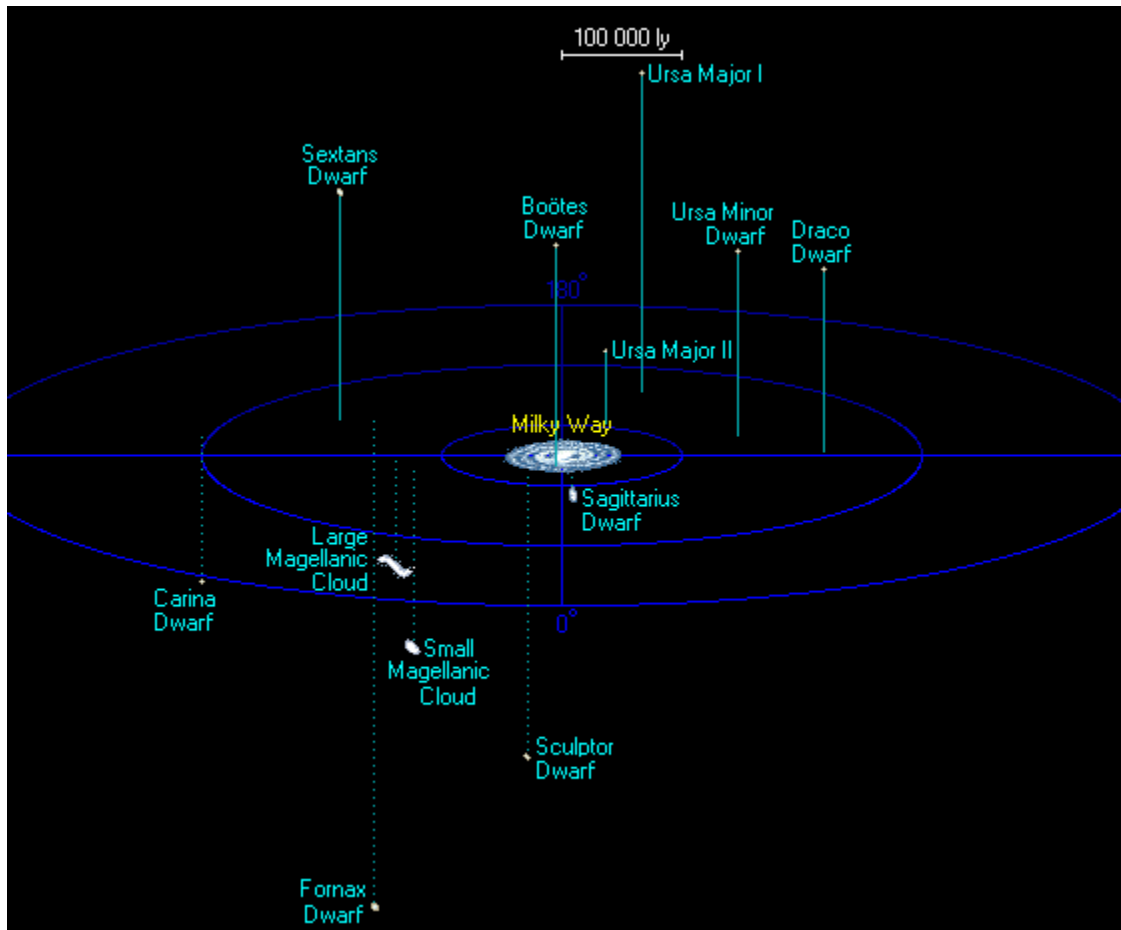 100 000 ly
Ursa Major I
Sextans
Dwarf
Boötes
Dwarf
Ursa Minor
Dwarf
Draco
Dwarf
180°
Ursa Major II
Milky Way
Sagittarius
Dwarf
Large
Magellanic
Cloud
Carina
Dwarf
0°
Small
Magellanic
Cloud
Sculptor
Dwarf
Fornax
Dwarf